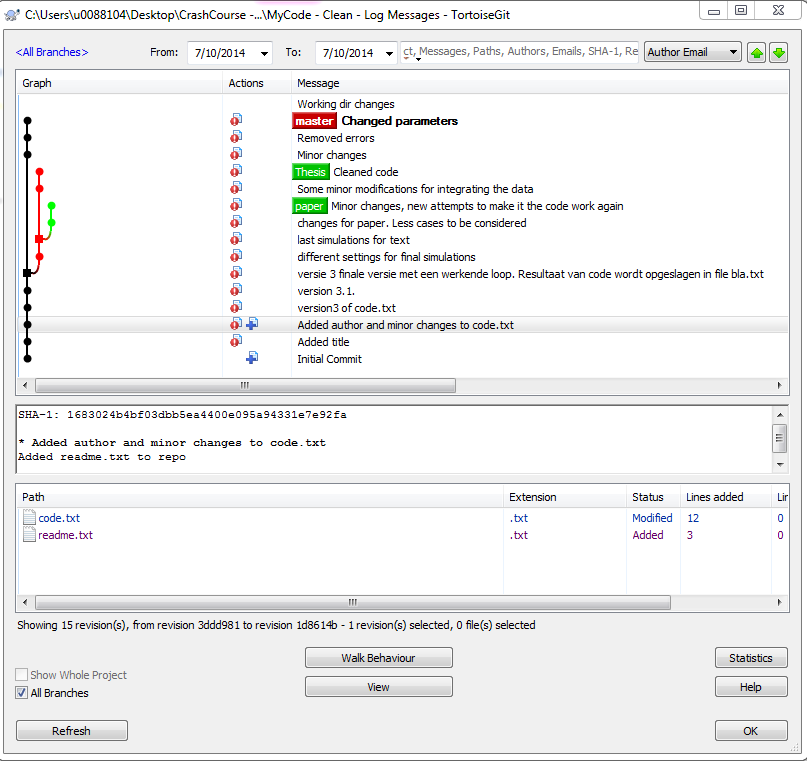 C:\Users\u0088104\Desktop\CrashCourse -...\MyCode - Clean - Log Messages - TortoiseGit
<All Branches> From: 7/10/2014 To: 7/10/2014 ct, Messages, Paths, Authors, Emails, SHA-1, Re Author Email
Graph Actions Message
Working dir changes
master Changed parameters
Removed errors
Minor changes
Thesis Cleaned code
Some minor modifications for integrating the data
paper Minor changes, new attempts to make it the code work again
changes for paper. Less cases to be considered
last simulations for text
different settings for final simulations
versie 3 finale versie met een werkende loop. Resultaat van code wordt opgeslagen in file bla.txt
version 3.1.
version3 of code.txt
Added author and minor changes to code.txt
Added title
Initial Commit
SHA-1: 1683024b4bf03dbb5ea4400e095a94331e7e92fa
* Added author and minor changes to code.txt
Added readme.txt to repo
Path Extension Status Lines added Lir
code.txt .txt Modified 12 0
readme.txt .txt Added 3 0
Showing 15 revision(s), from revision 3ddd981 to revision 1d8614b - 1 revision(s) selected, 0 file(s) selected
Walk Behaviour Statistics
Show Whole Project
All Branches View Help
Refresh OK